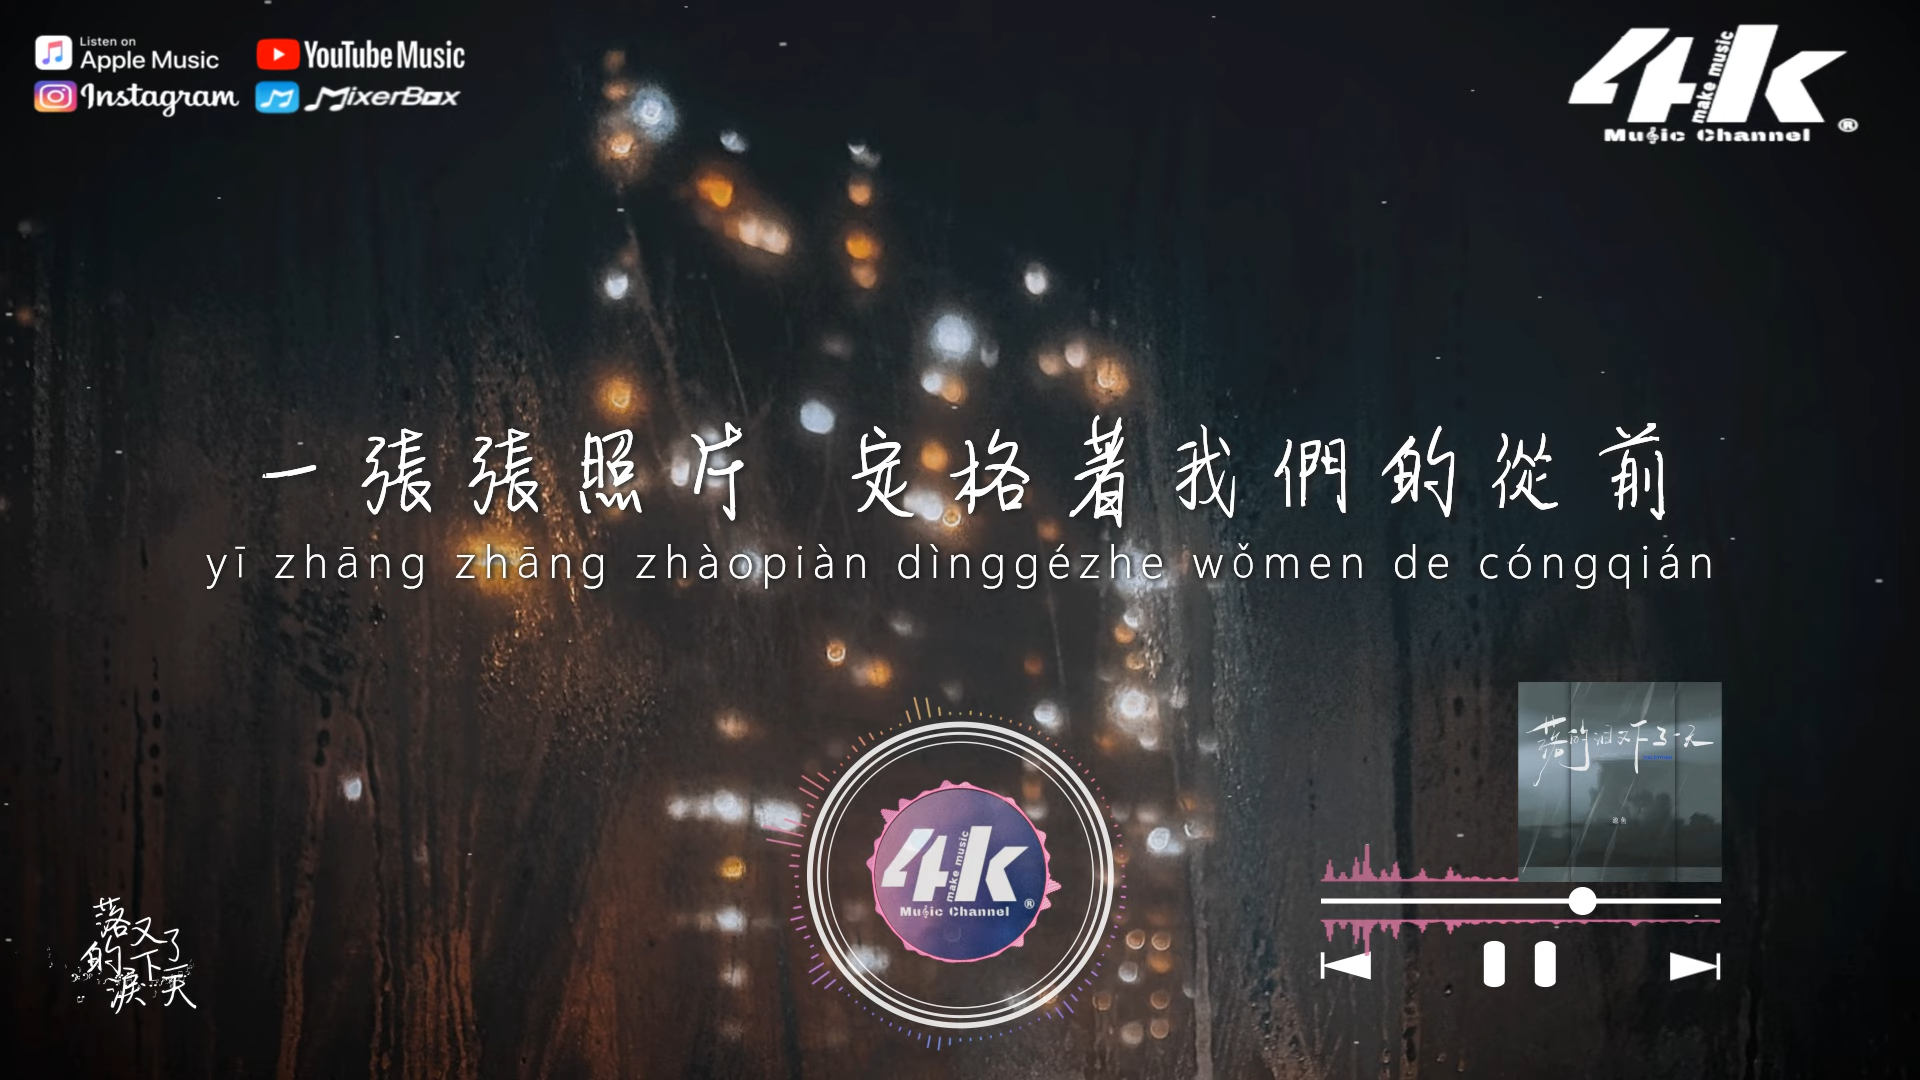 Listen on
Apple Music
YouTube Music
Instagram
MixerBox
4k
make music
Music Channel
®
一張張照片 定格著我們的從前
yī zhāng zhāng zhàopiàn dìnggézhe wǒmen de cóngqián
落的泪又下了一天
4k
make music
Music Channel
®
落的淚
又下
了一天